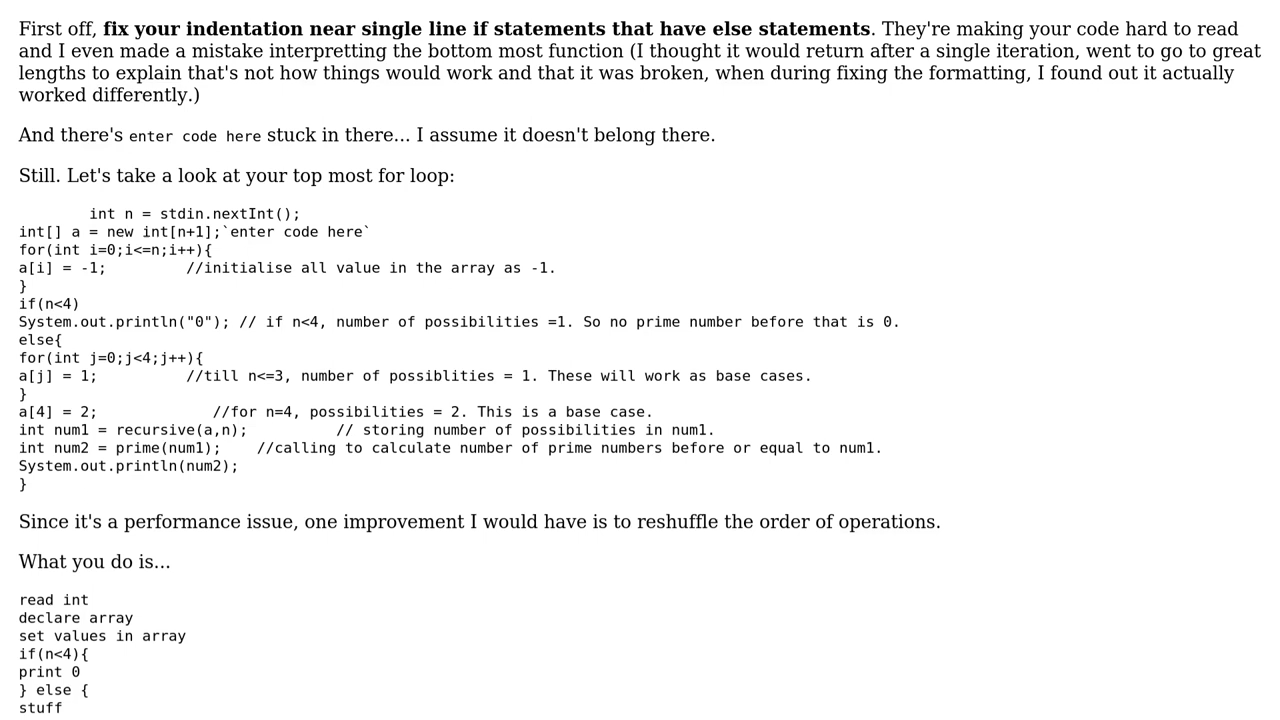 First off, fix your indentation near single line if statements that have else statements. They're making your code hard to read
and I even made a mistake interpretting the bottom most function (I thought it would return after a single iteration, went to go to great
lengths to explain that's not how things would work and that it was broken, when during fixing the formatting, I found out it actually
worked differently.)
And there's enter code here stuck in there... I assume it doesn't belong there.
Still. Let's take a look at your top most for loop:
int n = stdin.nextInt();
int[] a = new int[n+1];`enter code here`
for(int i=0;i<=n;i++){
a[i] = -1;         //initialise all value in the array as -1.
}
if(n<4)
System.out.println("0"); // if n<4, number of possibilities =1. So no prime number before that is 0.
else{
for(int j=0;j<4;j++){
a[j] = 1;          //till n<=3, number of possiblities = 1. These will work as base cases.
}
a[4] = 2;             //for n=4, possibilities = 2. This is a base case.
int num1 = recursive(a,n);          // storing number of possibilities in num1.
int num2 = prime(num1);    //calling to calculate number of prime numbers before or equal to num1.
System.out.println(num2);
}
Since it's a performance issue, one improvement I would have is to reshuffle the order of operations.
What you do is...
read int
declare array
set values in array
if(n<4){
print 0
} else {
stuff